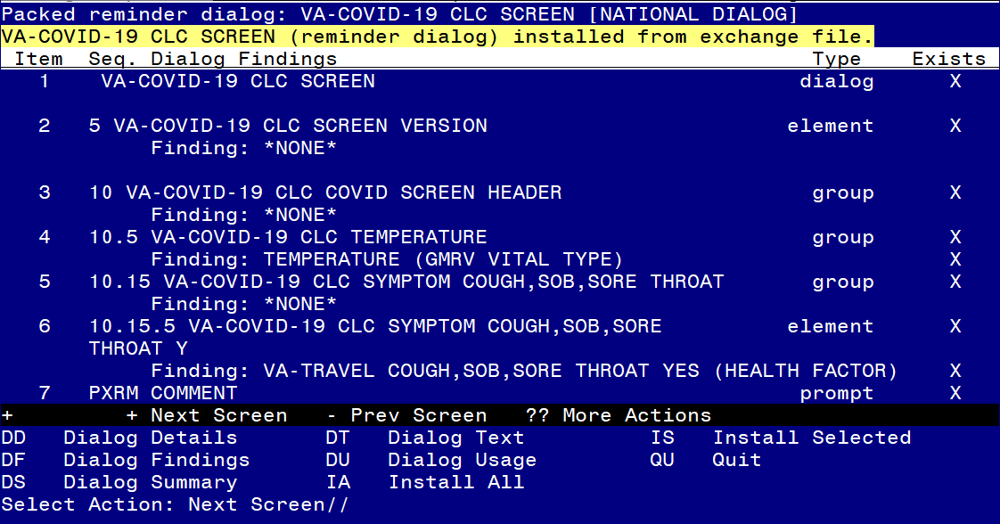 Packed reminder dialog: VA-COVID-19 CLC SCREEN [NATIONAL DIALOG]
VA-COVID-19 CLC SCREEN (reminder dialog) installed from exchange file.
Item  Seq. Dialog Findings                                      Type    Exists
1    VA-COVID-19 CLC SCREEN                                  dialog      X
2   5 VA-COVID-19 CLC SCREEN VERSION                        element      X
Finding: *NONE*
3   10 VA-COVID-19 CLC COVID SCREEN HEADER                    group      X
Finding: *NONE*
4   10.5 VA-COVID-19 CLC TEMPERATURE                          group      X
Finding: TEMPERATURE (GMRV VITAL TYPE)                          X
5   10.15 VA-COVID-19 CLC SYMPTOM COUGH,SOB,SORE THROAT       group      X
Finding: *NONE*
6   10.15.5 VA-COVID-19 CLC SYMPTOM COUGH,SOB,SORE          element      X
THROAT Y
Finding: VA-TRAVEL COUGH,SOB,SORE THROAT YES (HEALTH FACTOR)    X
7   PXRM COMMENT                                             prompt      X
+         + Next Screen   - Prev Screen   ?? More Actions
DD   Dialog Details       DT   Dialog Text          IS   Install Selected
DF   Dialog Findings      DU   Dialog Usage         QU   Quit
DS   Dialog Summary       IA   Install All
Select Action: Next Screen//